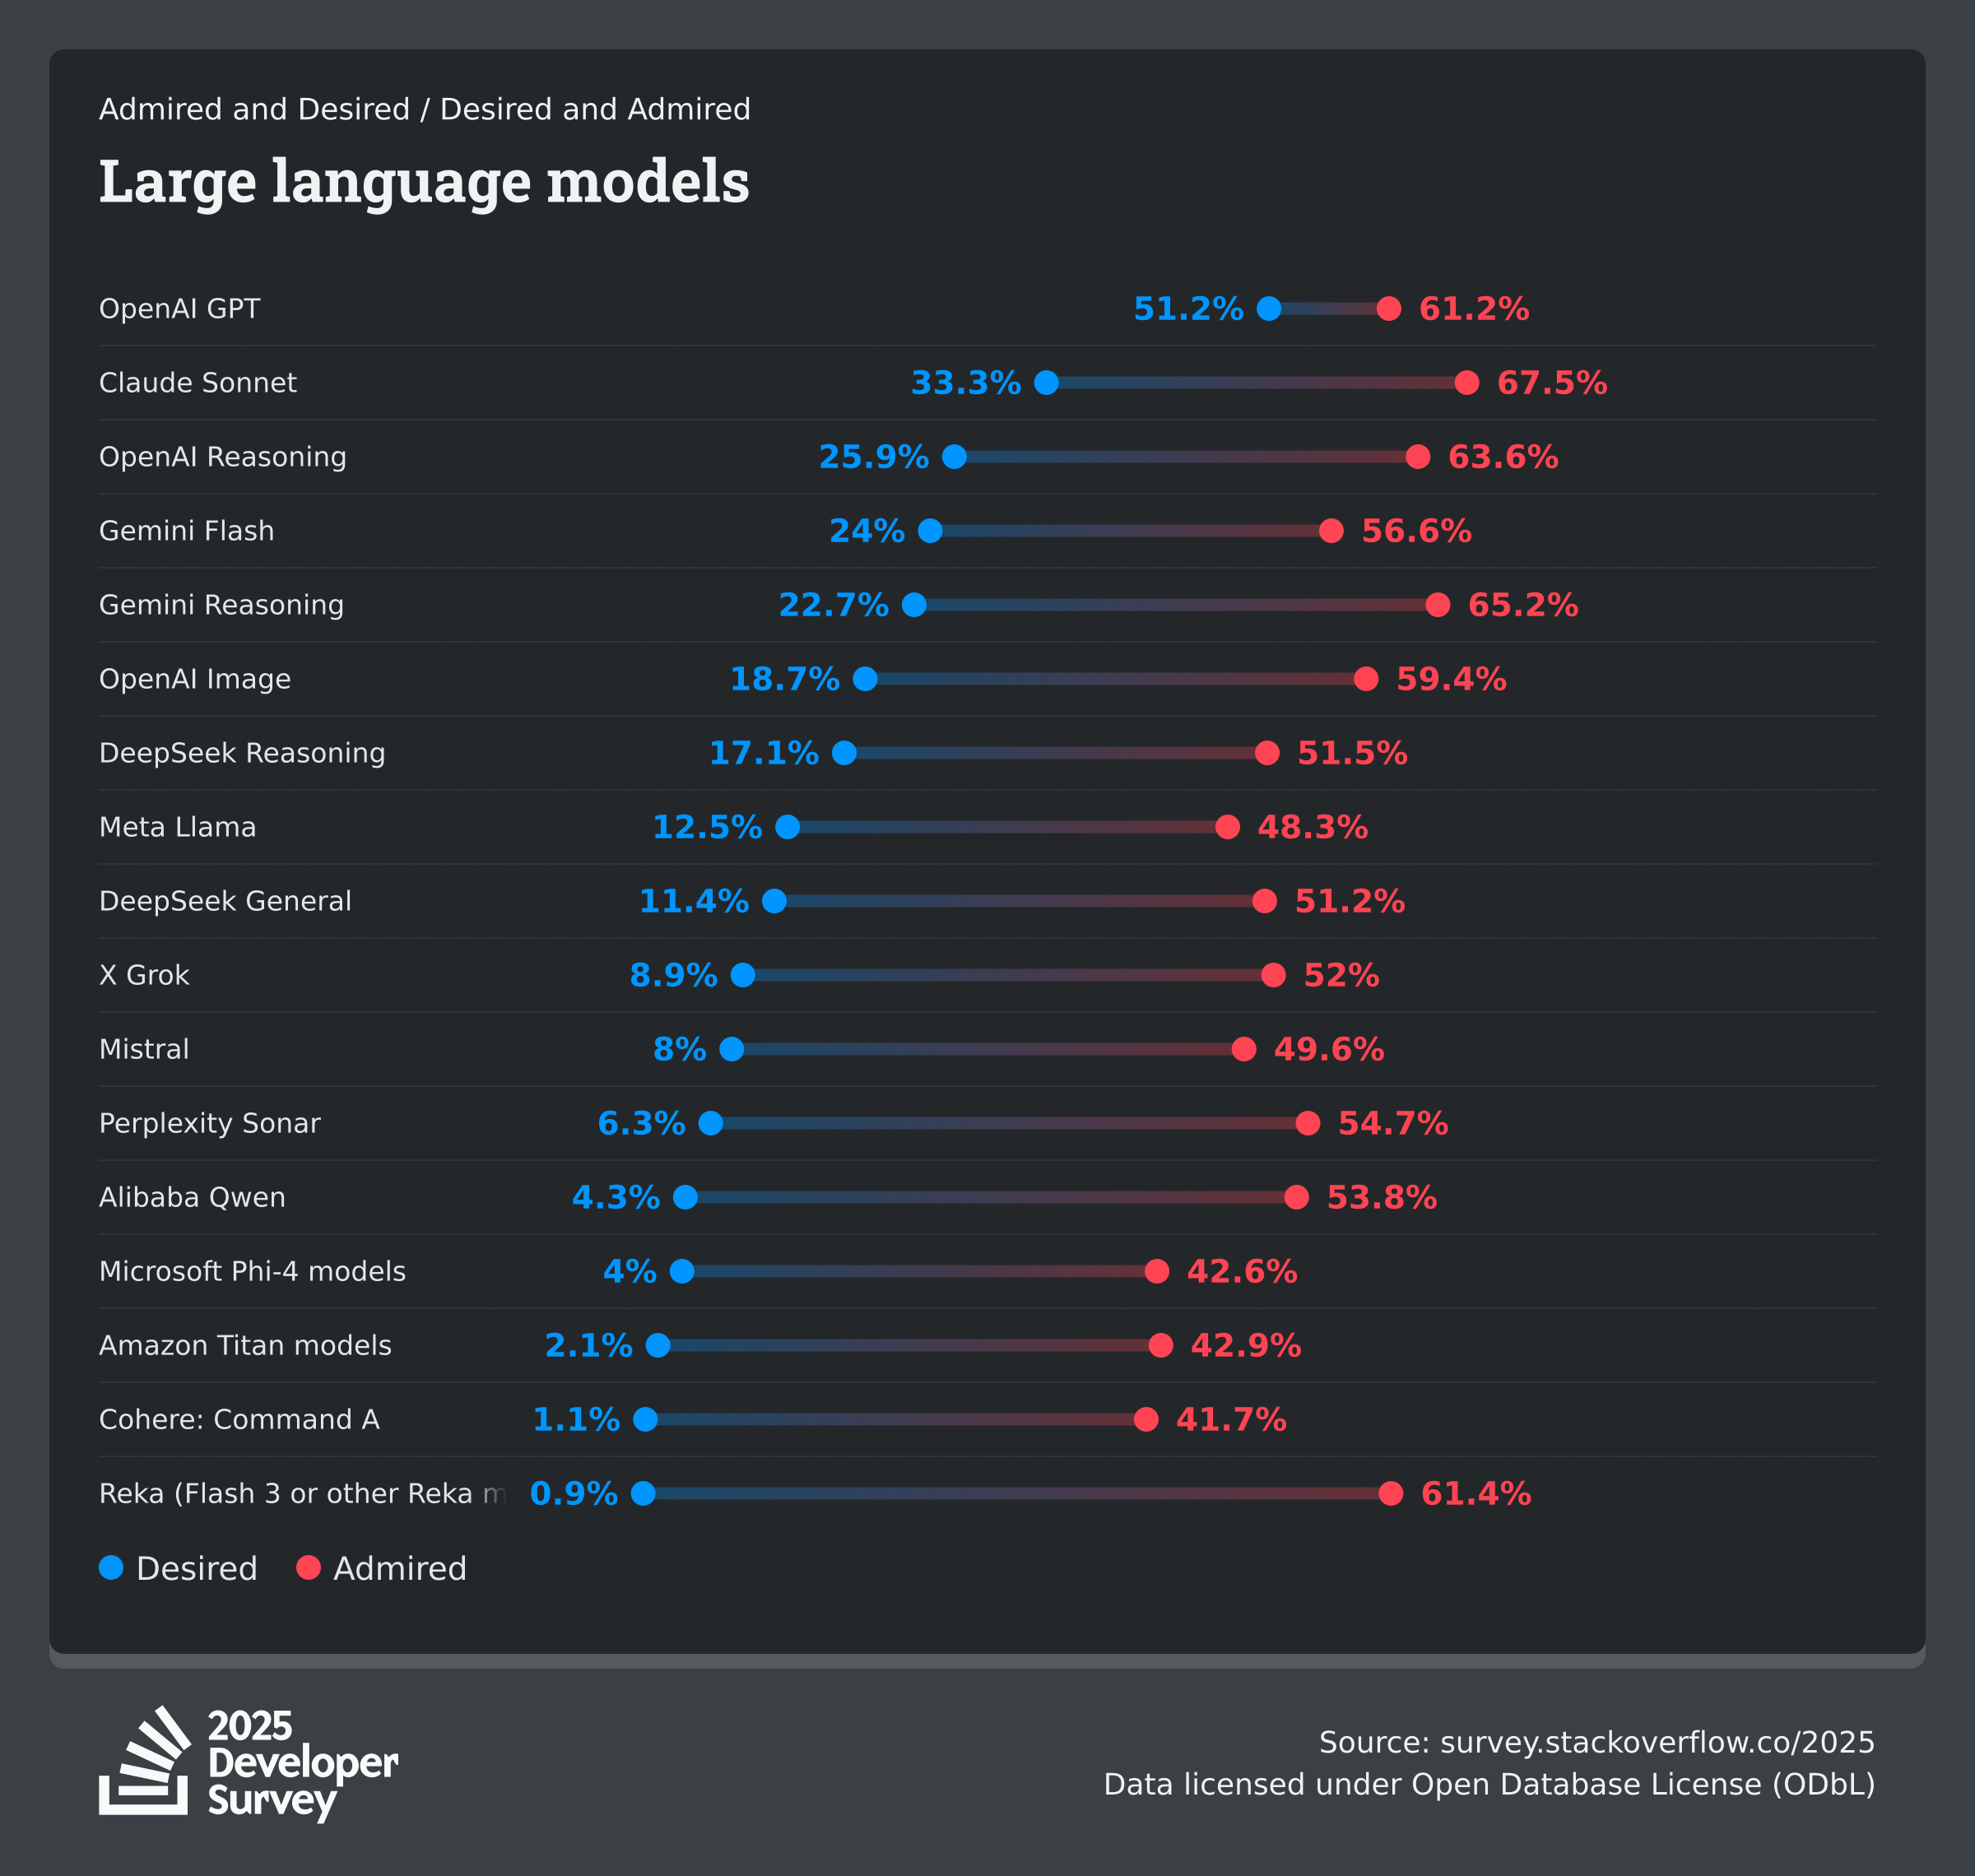 Admired and Desired / Desired and Admired
Large language models
OpenAI GPT 51.2% 61.2%
Claude Sonnet 33.3% 67.5%
OpenAI Reasoning 25.9% 63.6%
Gemini Flash 24% 56.6%
Gemini Reasoning 22.7% 65.2%
OpenAI Image 18.7% 59.4%
DeepSeek Reasoning 17.1% 51.5%
Meta Llama 12.5% 48.3%
DeepSeek General 11.4% 51.2%
X Grok 8.9% 52%
Mistral 8% 49.6%
Perplexity Sonar 6.3% 54.7%
Alibaba Qwen 4.3% 53.8%
Microsoft Phi-4 models 4% 42.6%
Amazon Titan models 2.1% 42.9%
Cohere: Command A 1.1% 41.7%
Reka (Flash 3 or other Reka 0.9% 61.4%
Desired Admired
2025
Developer
Survey
Source: survey.stackoverflow.co/2025
Data licensed under Open Database License (ODbL)